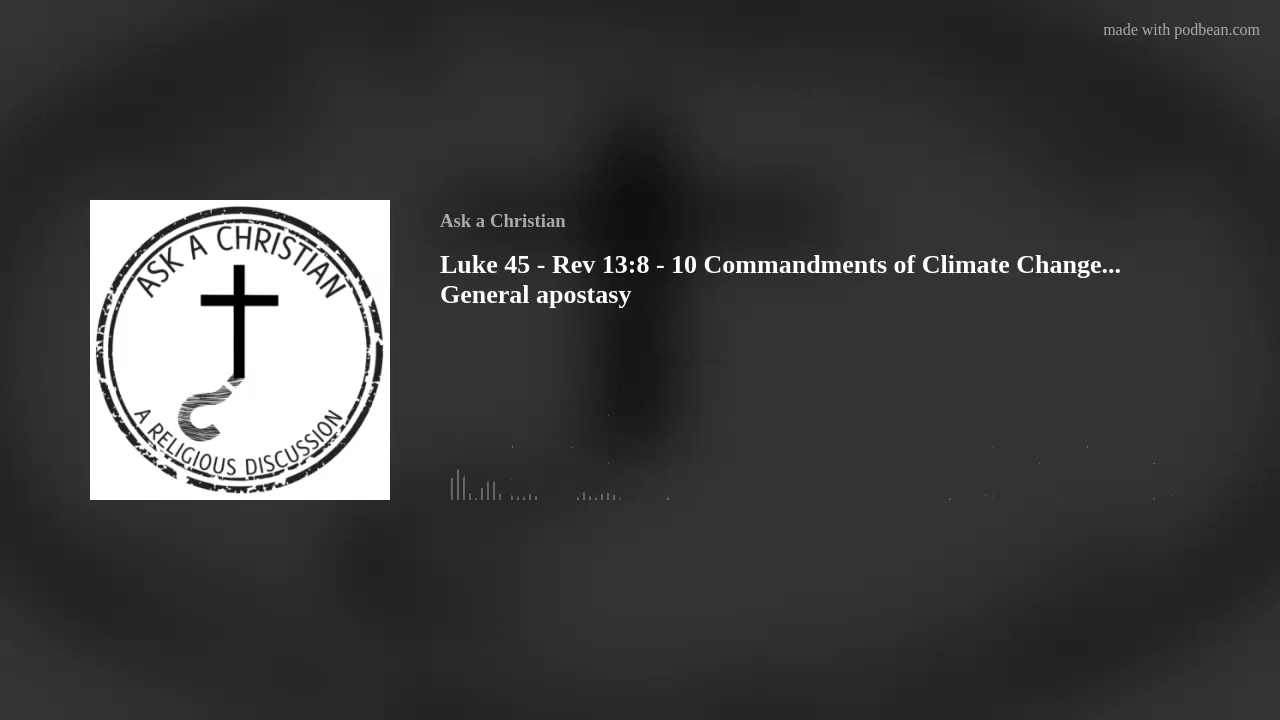 made with podbean.com
ASK A CHRISTIAN
A RELIGIOUS DISCUSSION
Ask a Christian
Luke 45 - Rev 13:8 - 10 Commandments of Climate Change...
General apostasy